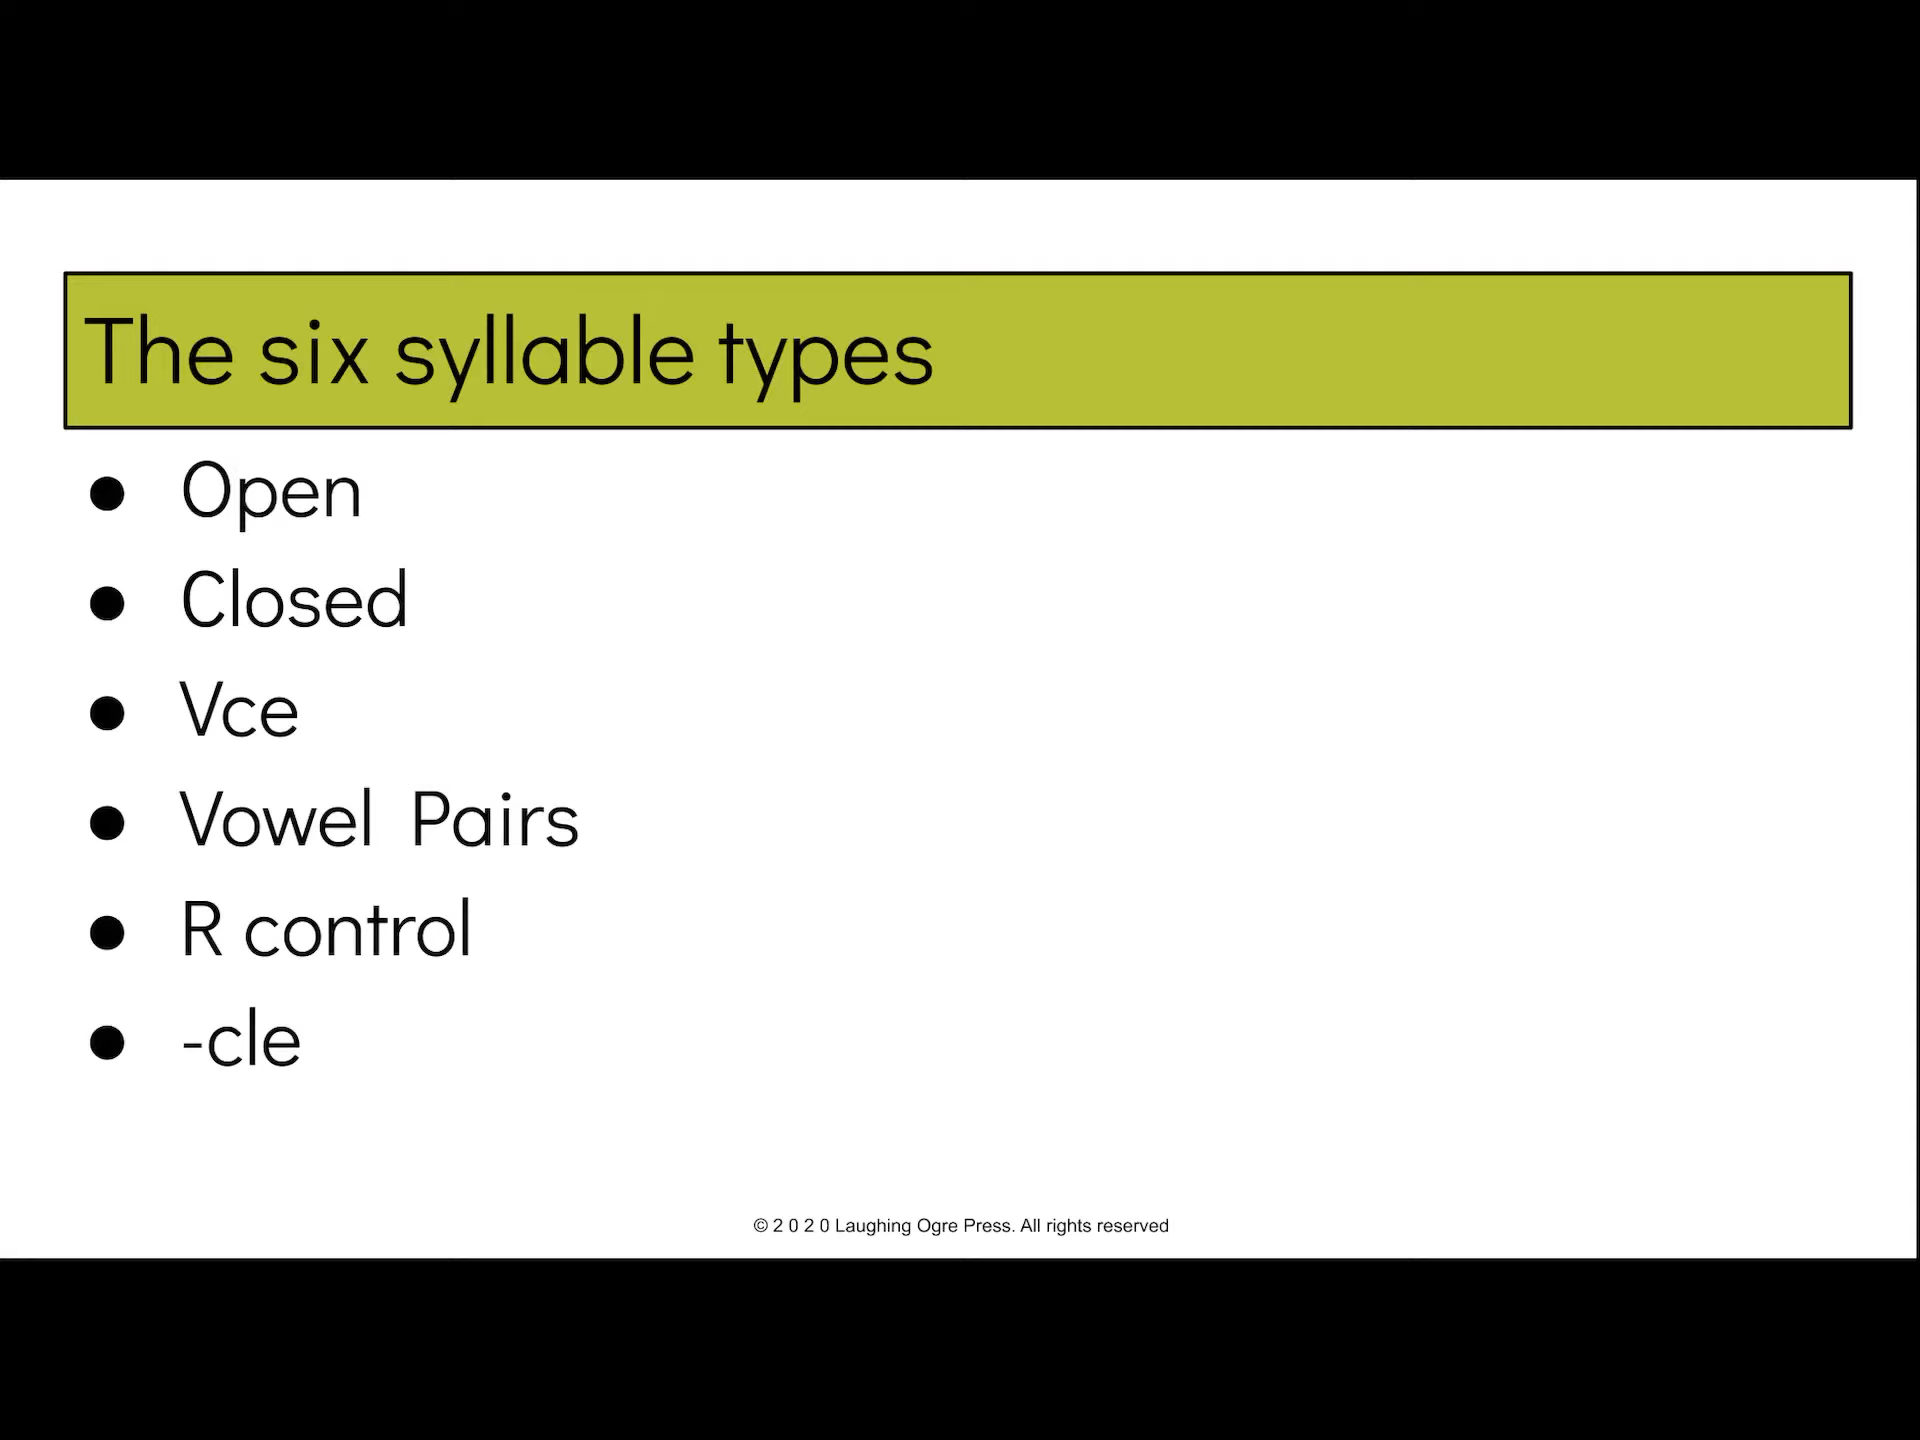 The six syllable types
● Open
● Closed
● Vce
● Vowel Pairs
● R control
● -cle
© 2 0 2 0 Laughing Ogre Press. All rights reserved